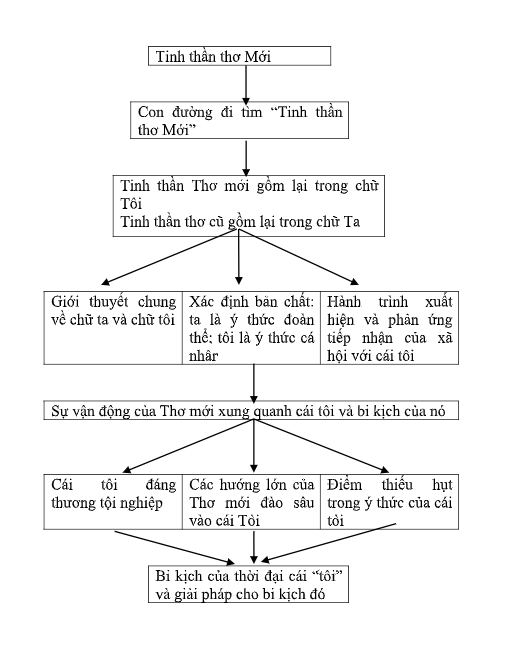 Tinh thần thơ Mới
Con đường đi tìm “Tinh thần
thơ Mới”
Tinh thần Thơ mới gồm lại trong chữ
Tôi
Tinh thần thơ cũ gồm lại trong chữ Ta
Giới thuyết chung
về chữ ta và chữ tôi
Xác định bản chất:
ta là ý thức đoàn
thể; tôi là ý thức cá
nhân
Hành trình xuất
hiện và phản ứng
tiếp nhận của xã
hội với cái tôi
Sự vận động của Thơ mới xung quanh cái tôi và bi kịch của nó
Cái tôi đáng
thương tội nghiệp
Các hướng lớn của
Thơ mới đào sâu
vào cái Tôi
Điểm thiếu hụt
trong ý thức của cái
tôi
Bi kịch của thời đại cái “tôi”
và giải pháp cho bi kịch đó